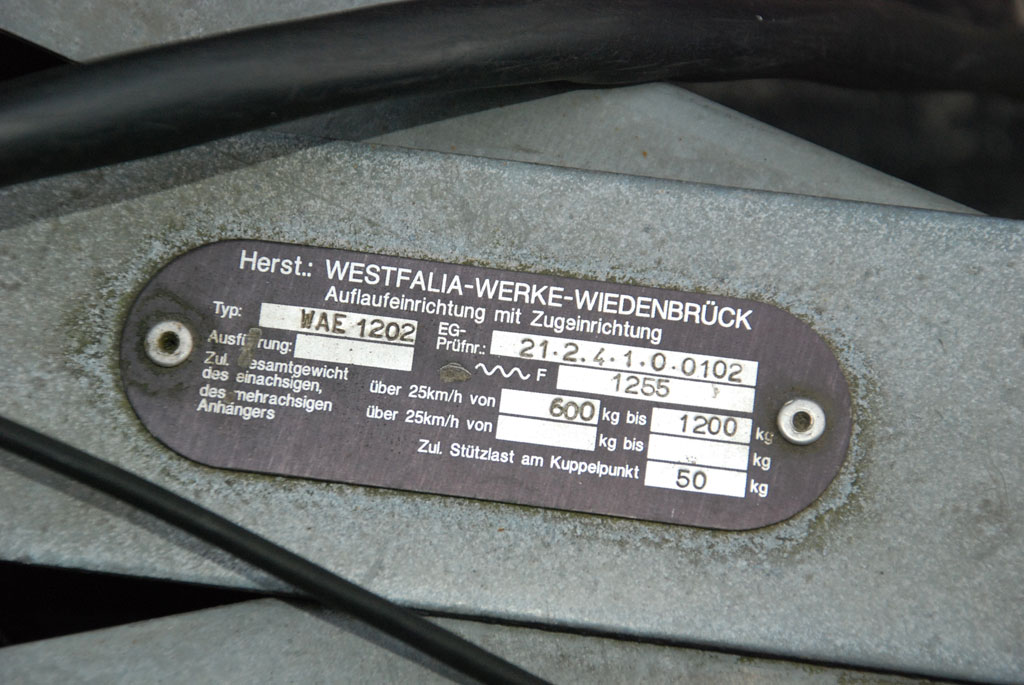 Herst.: WESTFALIA-WERKE-WIEDENBRÜCK
Auflaufeinrichtung mit Zugeinrichtung
Typ: WAE 1202 EG-Prüfnr.: 21.2.4.1.0.0102
Ausführung: F 1255
Zul. Gesamtgewicht
des einachsigen, über 25km/h von 600 kg bis 1200 kg
des mehrachsigen über 25km/h von kg bis kg
Anhängers
Zul. Stützlast am Kuppelpunkt 50 kg